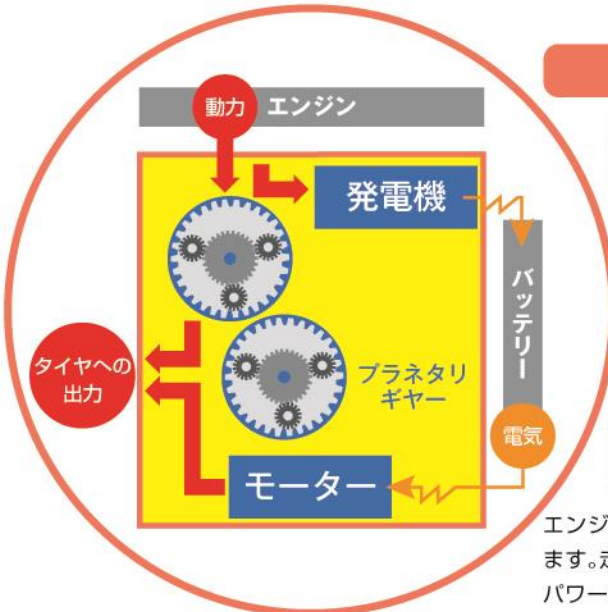 動力
エンジン
発電機
バッテリー
タイヤへの
出力
プラネタリ
ギヤー
電気
モーター
エンジ
ます。走
パワー